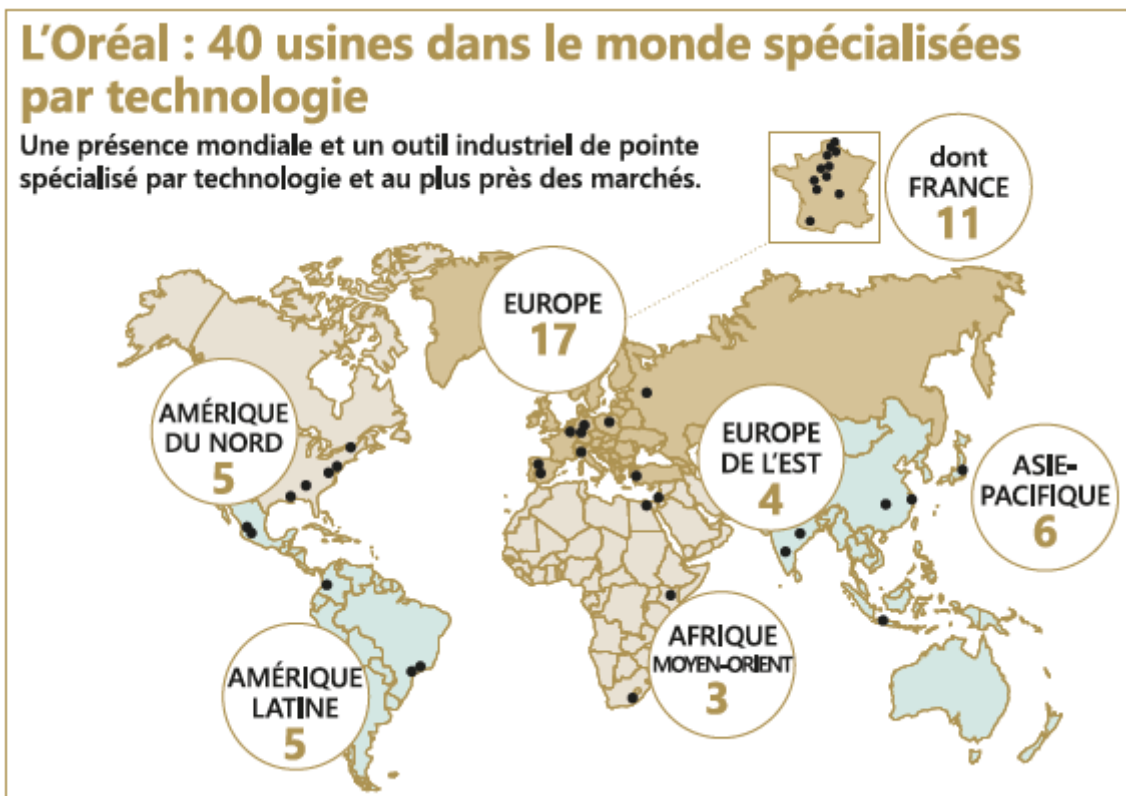 L'Oréal : 40 usines dans le monde spécialisées
par technologie
Une présence mondiale et un outil industriel de pointe
spécialisé par technologie et au plus près des marchés.
dont
FRANCE
11
EUROPE
17
AMÉRIQUE
DU NORD
5
EUROPE
DE L'EST
4
ASIE-
PACIFIQUE
6
AMÉRIQUE
LATINE
5
AFRIQUE
MOYEN-ORIENT
3